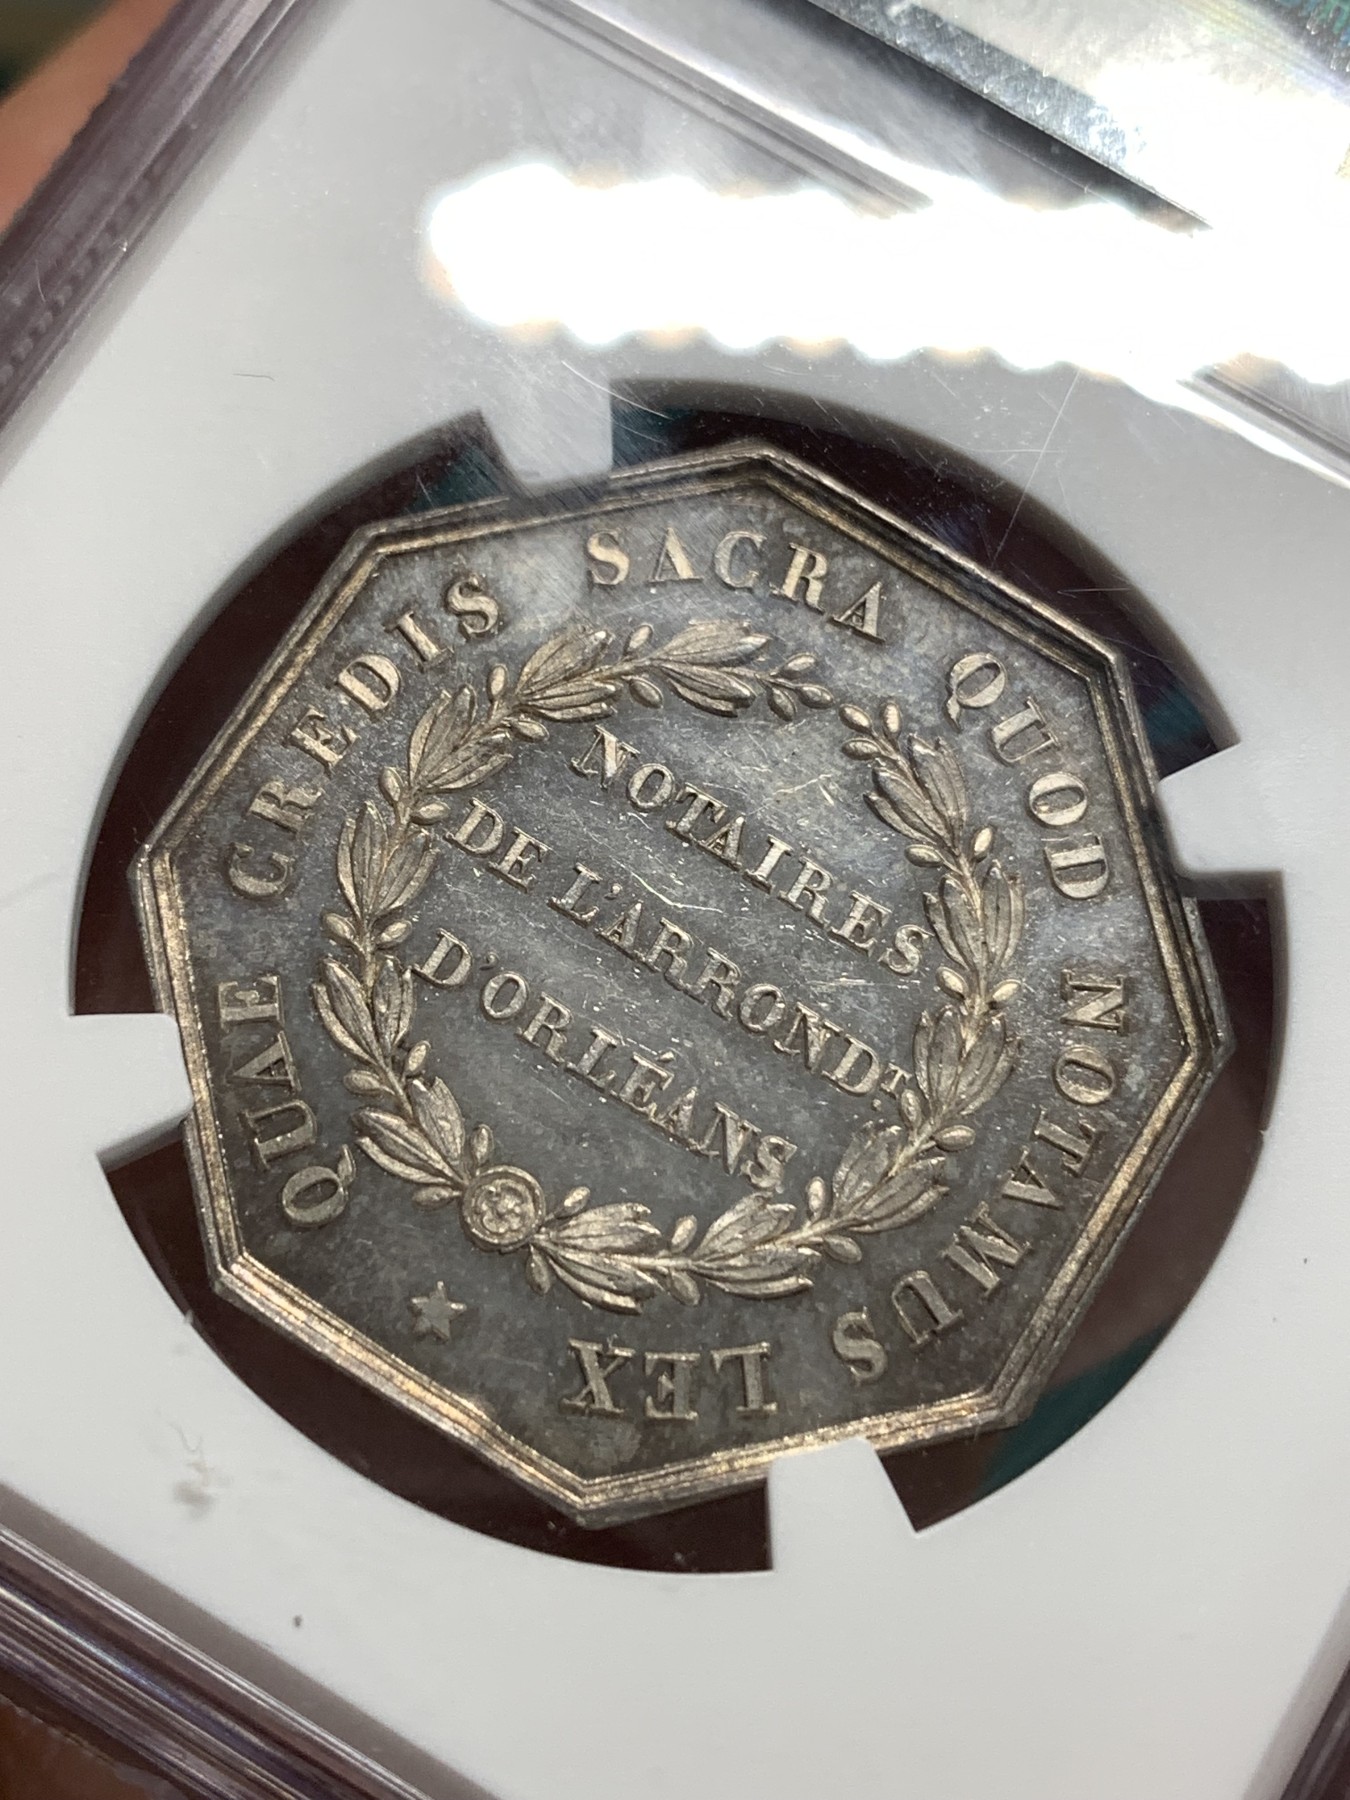 QUAE CREDIS SACRA QUOD NOTAMUS LEX
NOTAIRES
DE L'ARROND.T
D'ORLÉANS